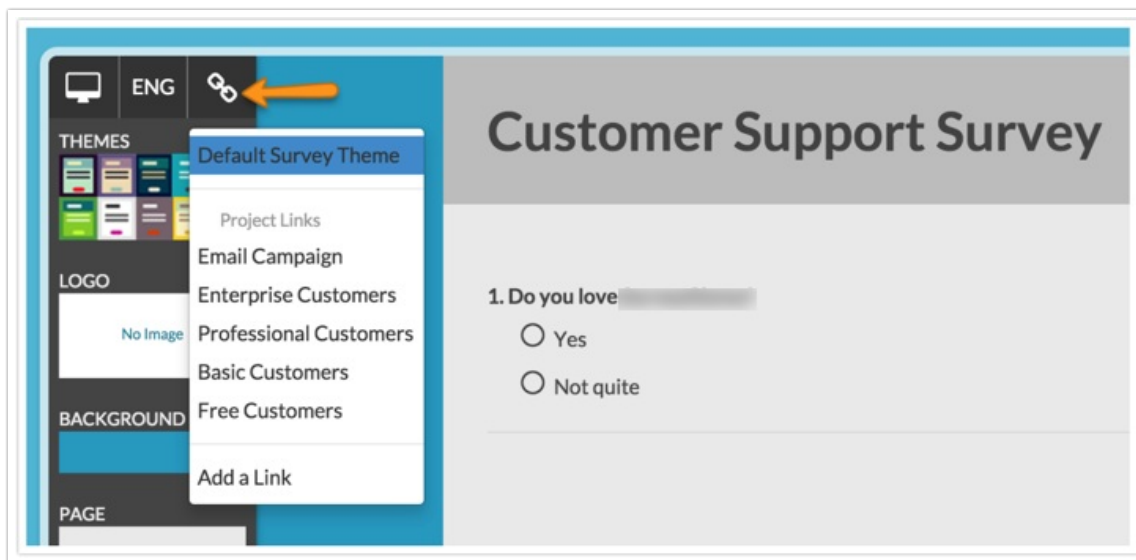 ENG
THEMES
Default Survey Theme
Project Links
Email Campaign
Enterprise Customers
Professional Customers
Basic Customers
Free Customers
Add a Link
LOGO
No Image
BACKGROUND
PAGE
Customer Support Survey
1. Do you love
Yes
Not quite